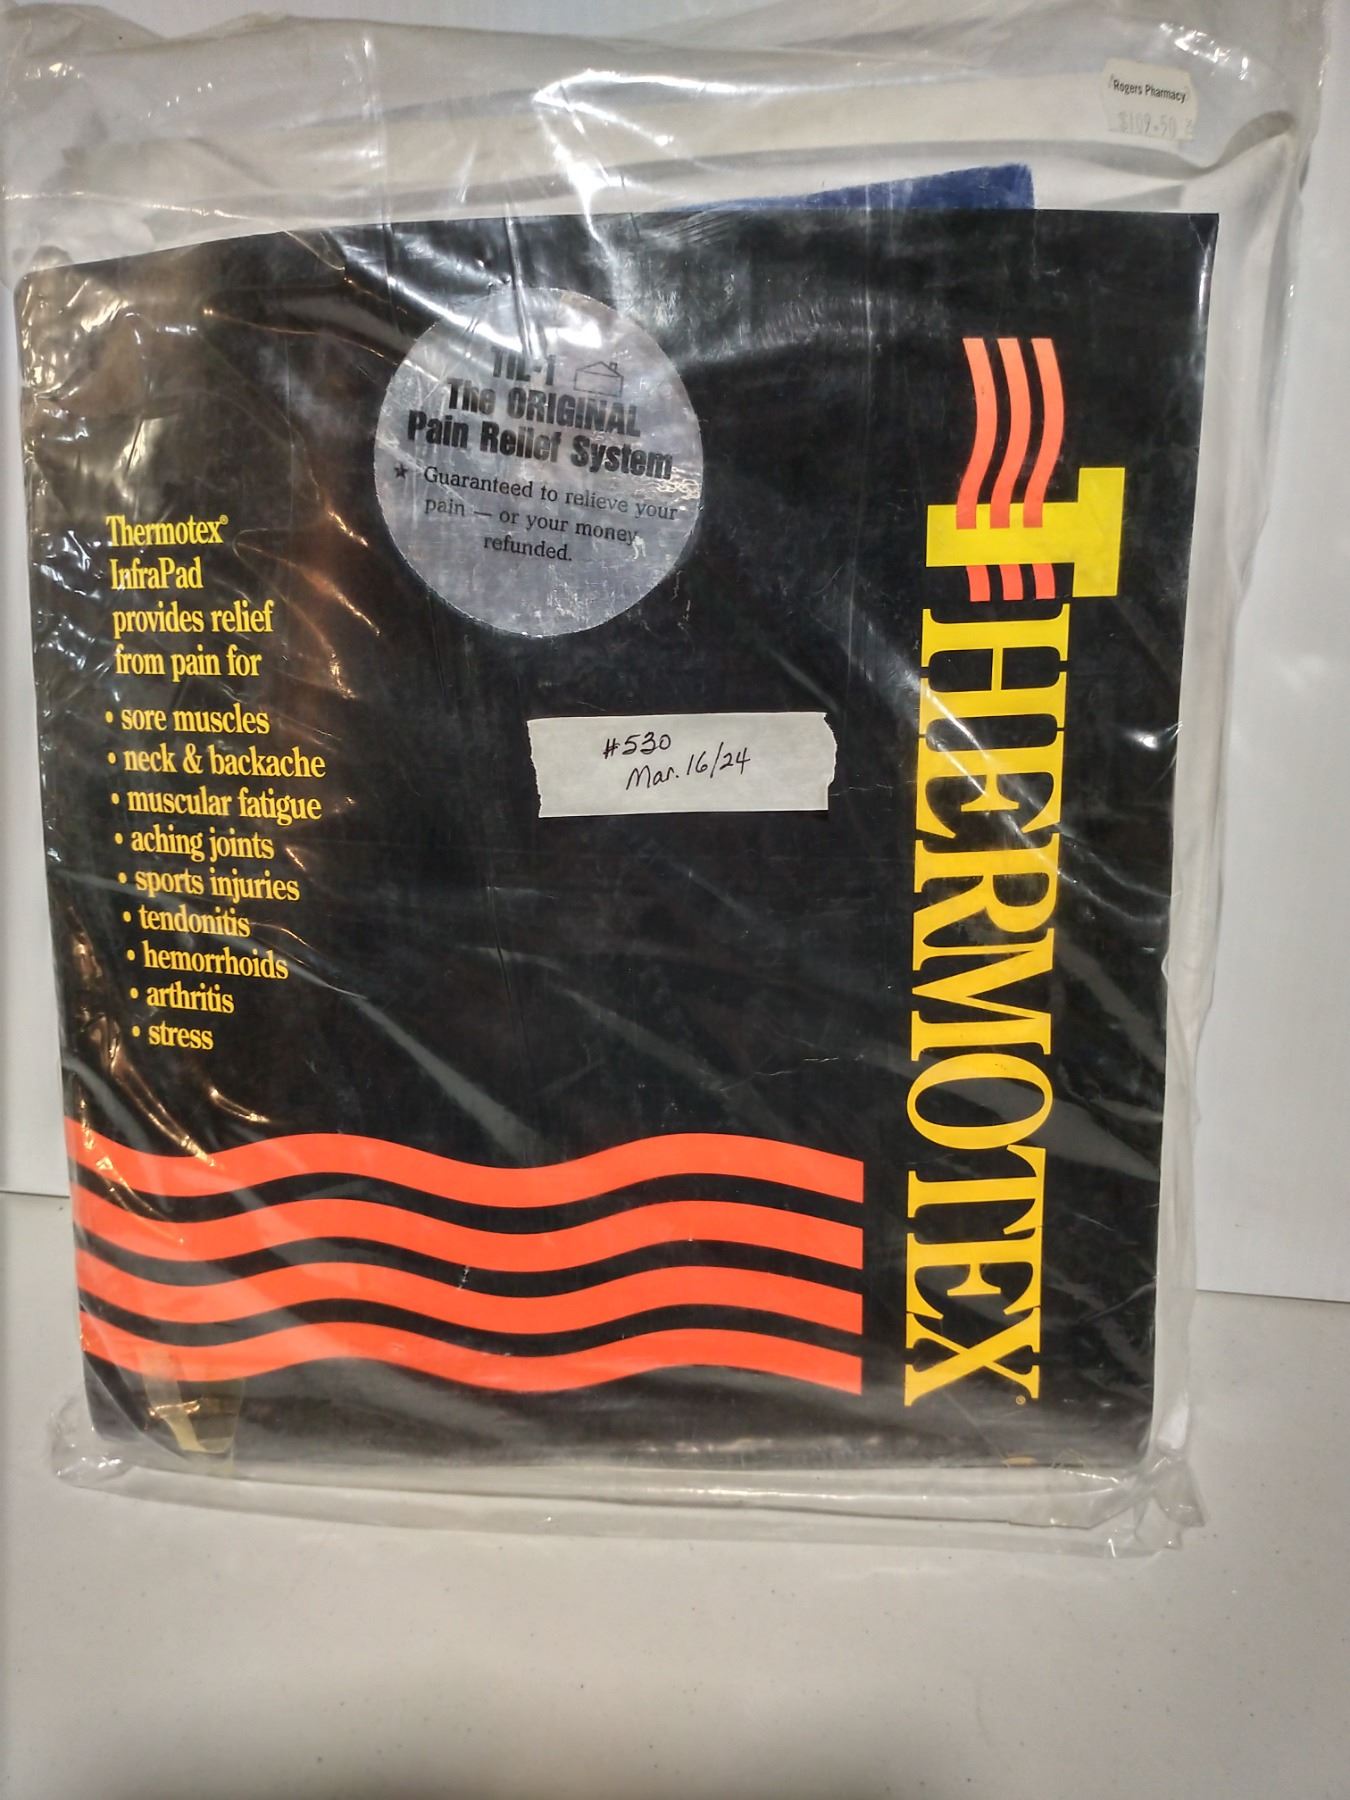 Rogers Pharmacy
$109.50
TIL-1
The ORIGINAL
Pain Relief System
★ Guaranteed to relieve your
pain — or your money
refunded.
Thermotex®
InfraPad
provides relief
from pain for
• sore muscles
• neck & backache
• muscular fatigue
• aching joints
• sports injuries
• tendonitis
• hemorrhoids
• arthritis
• stress
#530
Mar. 16/24
THERMOTEX®